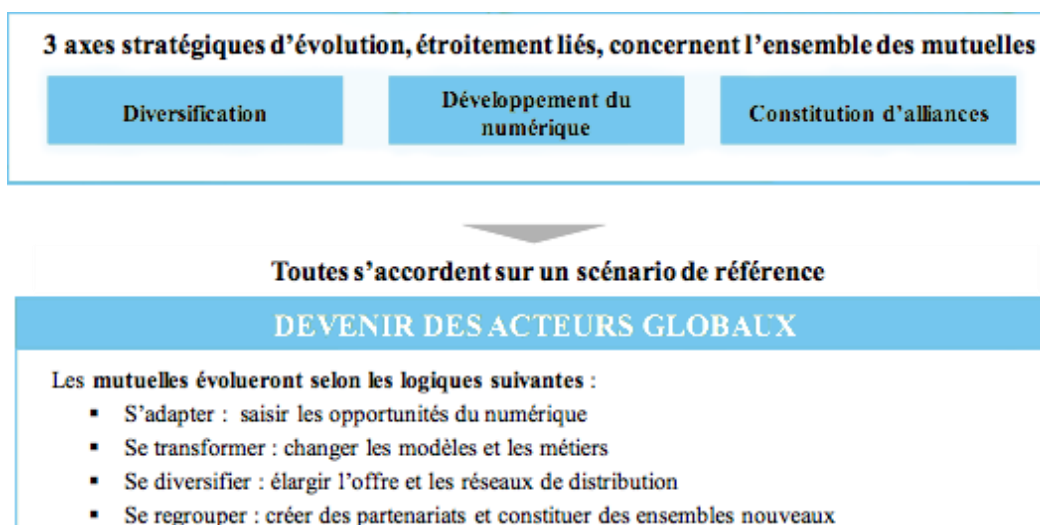 3 axes stratégiques d'évolution, étroitement liés, concernent l'ensemble des mutuelles
Diversification
Développement du
numérique
Constitution d'alliances
Toutes s'accordent sur un scénario de référence
DEVENIR DES ACTEURS GLOBAUX
Les mutuelles évolueront selon les logiques suivantes :
▪ S'adapter : saisir les opportunités du numérique
▪ Se transformer : changer les modèles et les métiers
▪ Se diversifier : élargir l'offre et les réseaux de distribution
▪ Se regrouper : créer des partenariats et constituer des ensembles nouveaux